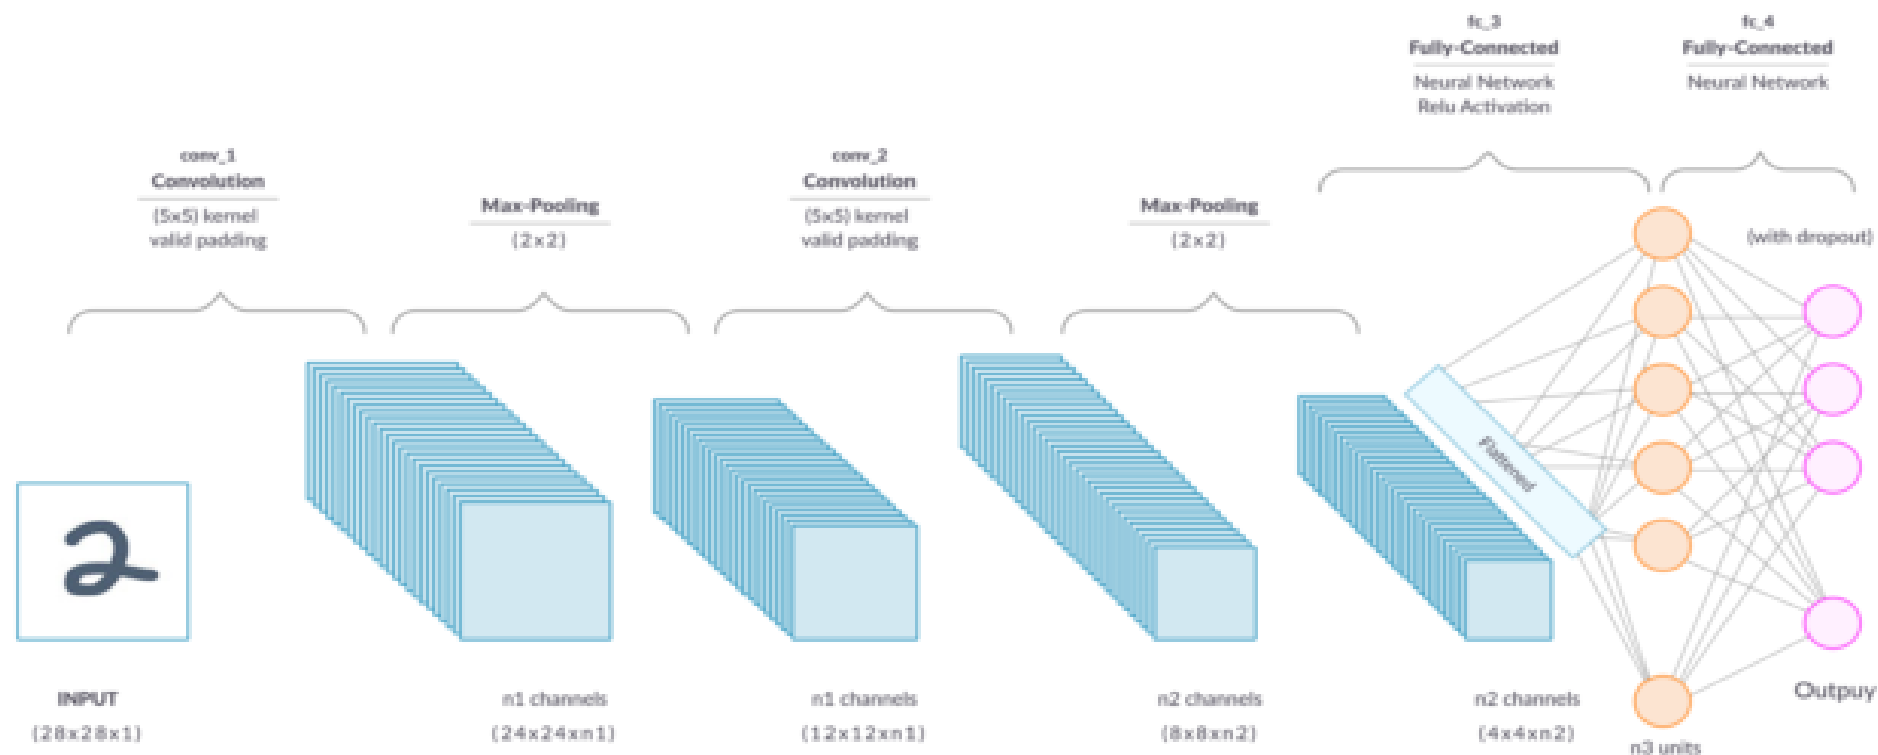 fc_3
Fully-Connected
Neural Network
Relu Activation
fc_4
Fully-Connected
Neural Network
conv_1
Convolution
(5x5) kernel
valid padding
Max-Pooling
(2x2)
conv_2
Convolution
(5x5) kernel
valid padding
Max-Pooling
(2x2)
(with dropout)
Flattened
2
INPUT
(28x28x1)
n1 channels
(24x24xn1)
n1 channels
(12x12xn1)
n2 channels
(8x8xn2)
n2 channels
(4x4xn2)
n3 units
Outpuy